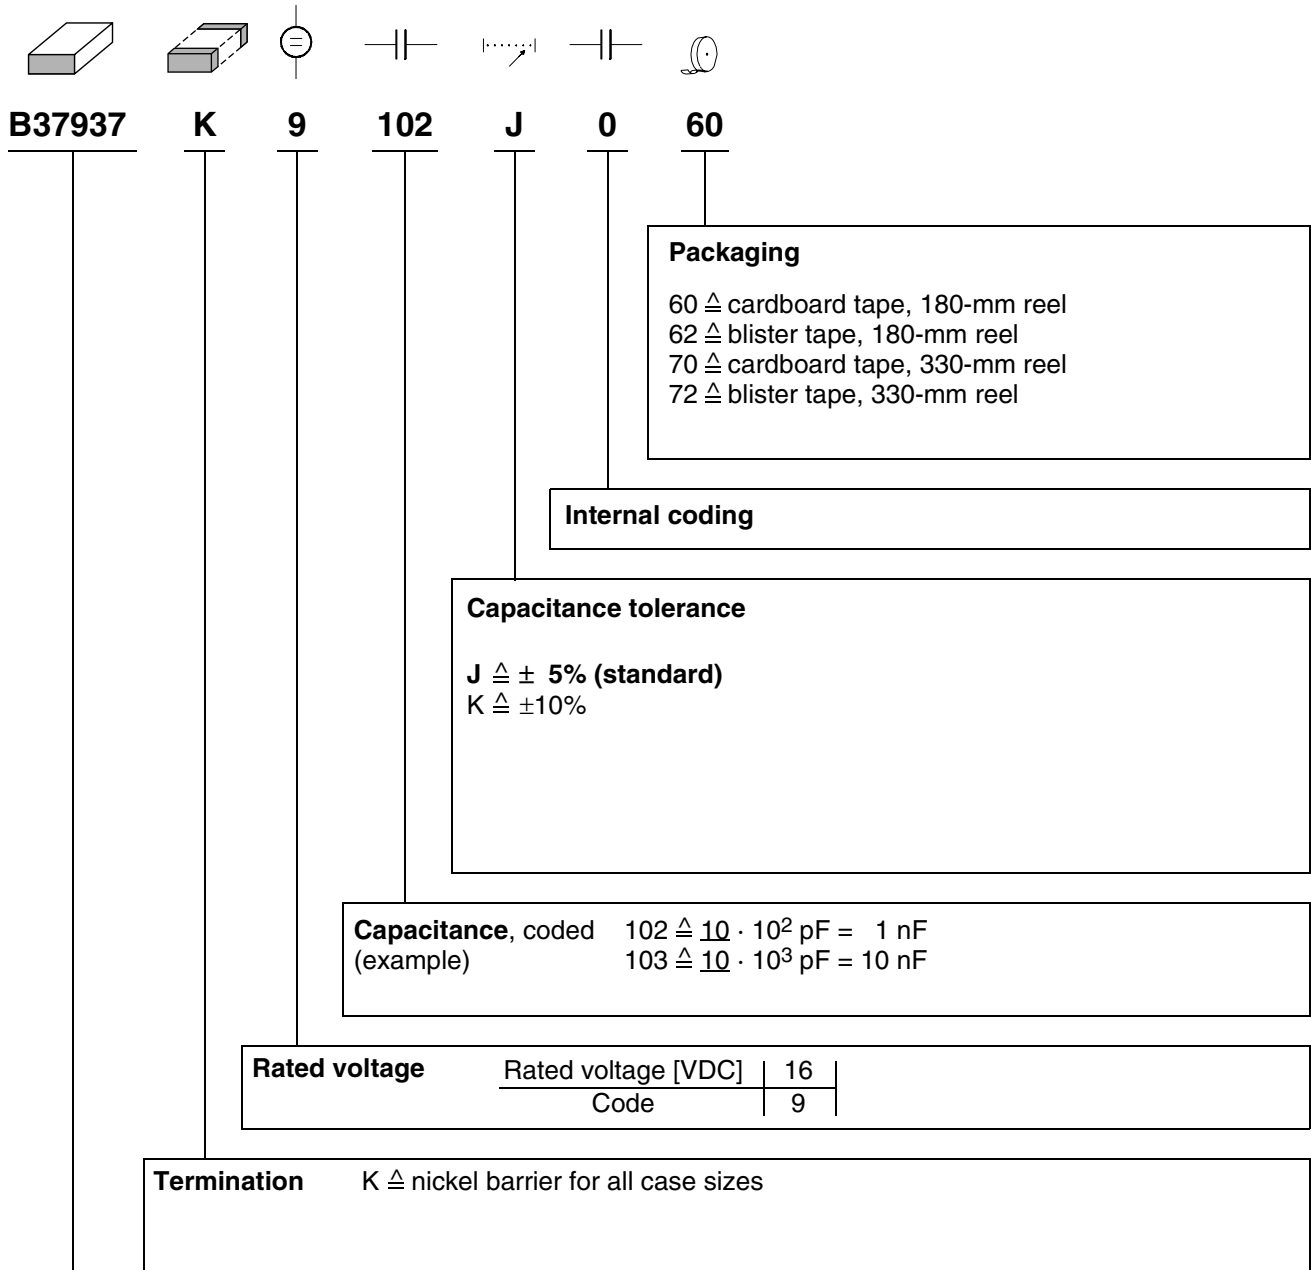 B37937 K 9 102 J 0 60
Packaging
60 ≙ cardboard tape, 180-mm reel
62 ≙ blister tape, 180-mm reel
70 ≙ cardboard tape, 330-mm reel
72 ≙ blister tape, 330-mm reel
Internal coding
Capacitance tolerance
J ≙ ± 5% (standard)
K ≙ ±10%
Capacitance, coded 102 ≙ 10 · 10² pF = 1 nF
(example) 103 ≙ 10 · 10³ pF = 10 nF
Rated voltage Rated voltage [VDC] 16
Code 9
Termination K ≙ nickel barrier for all case sizes